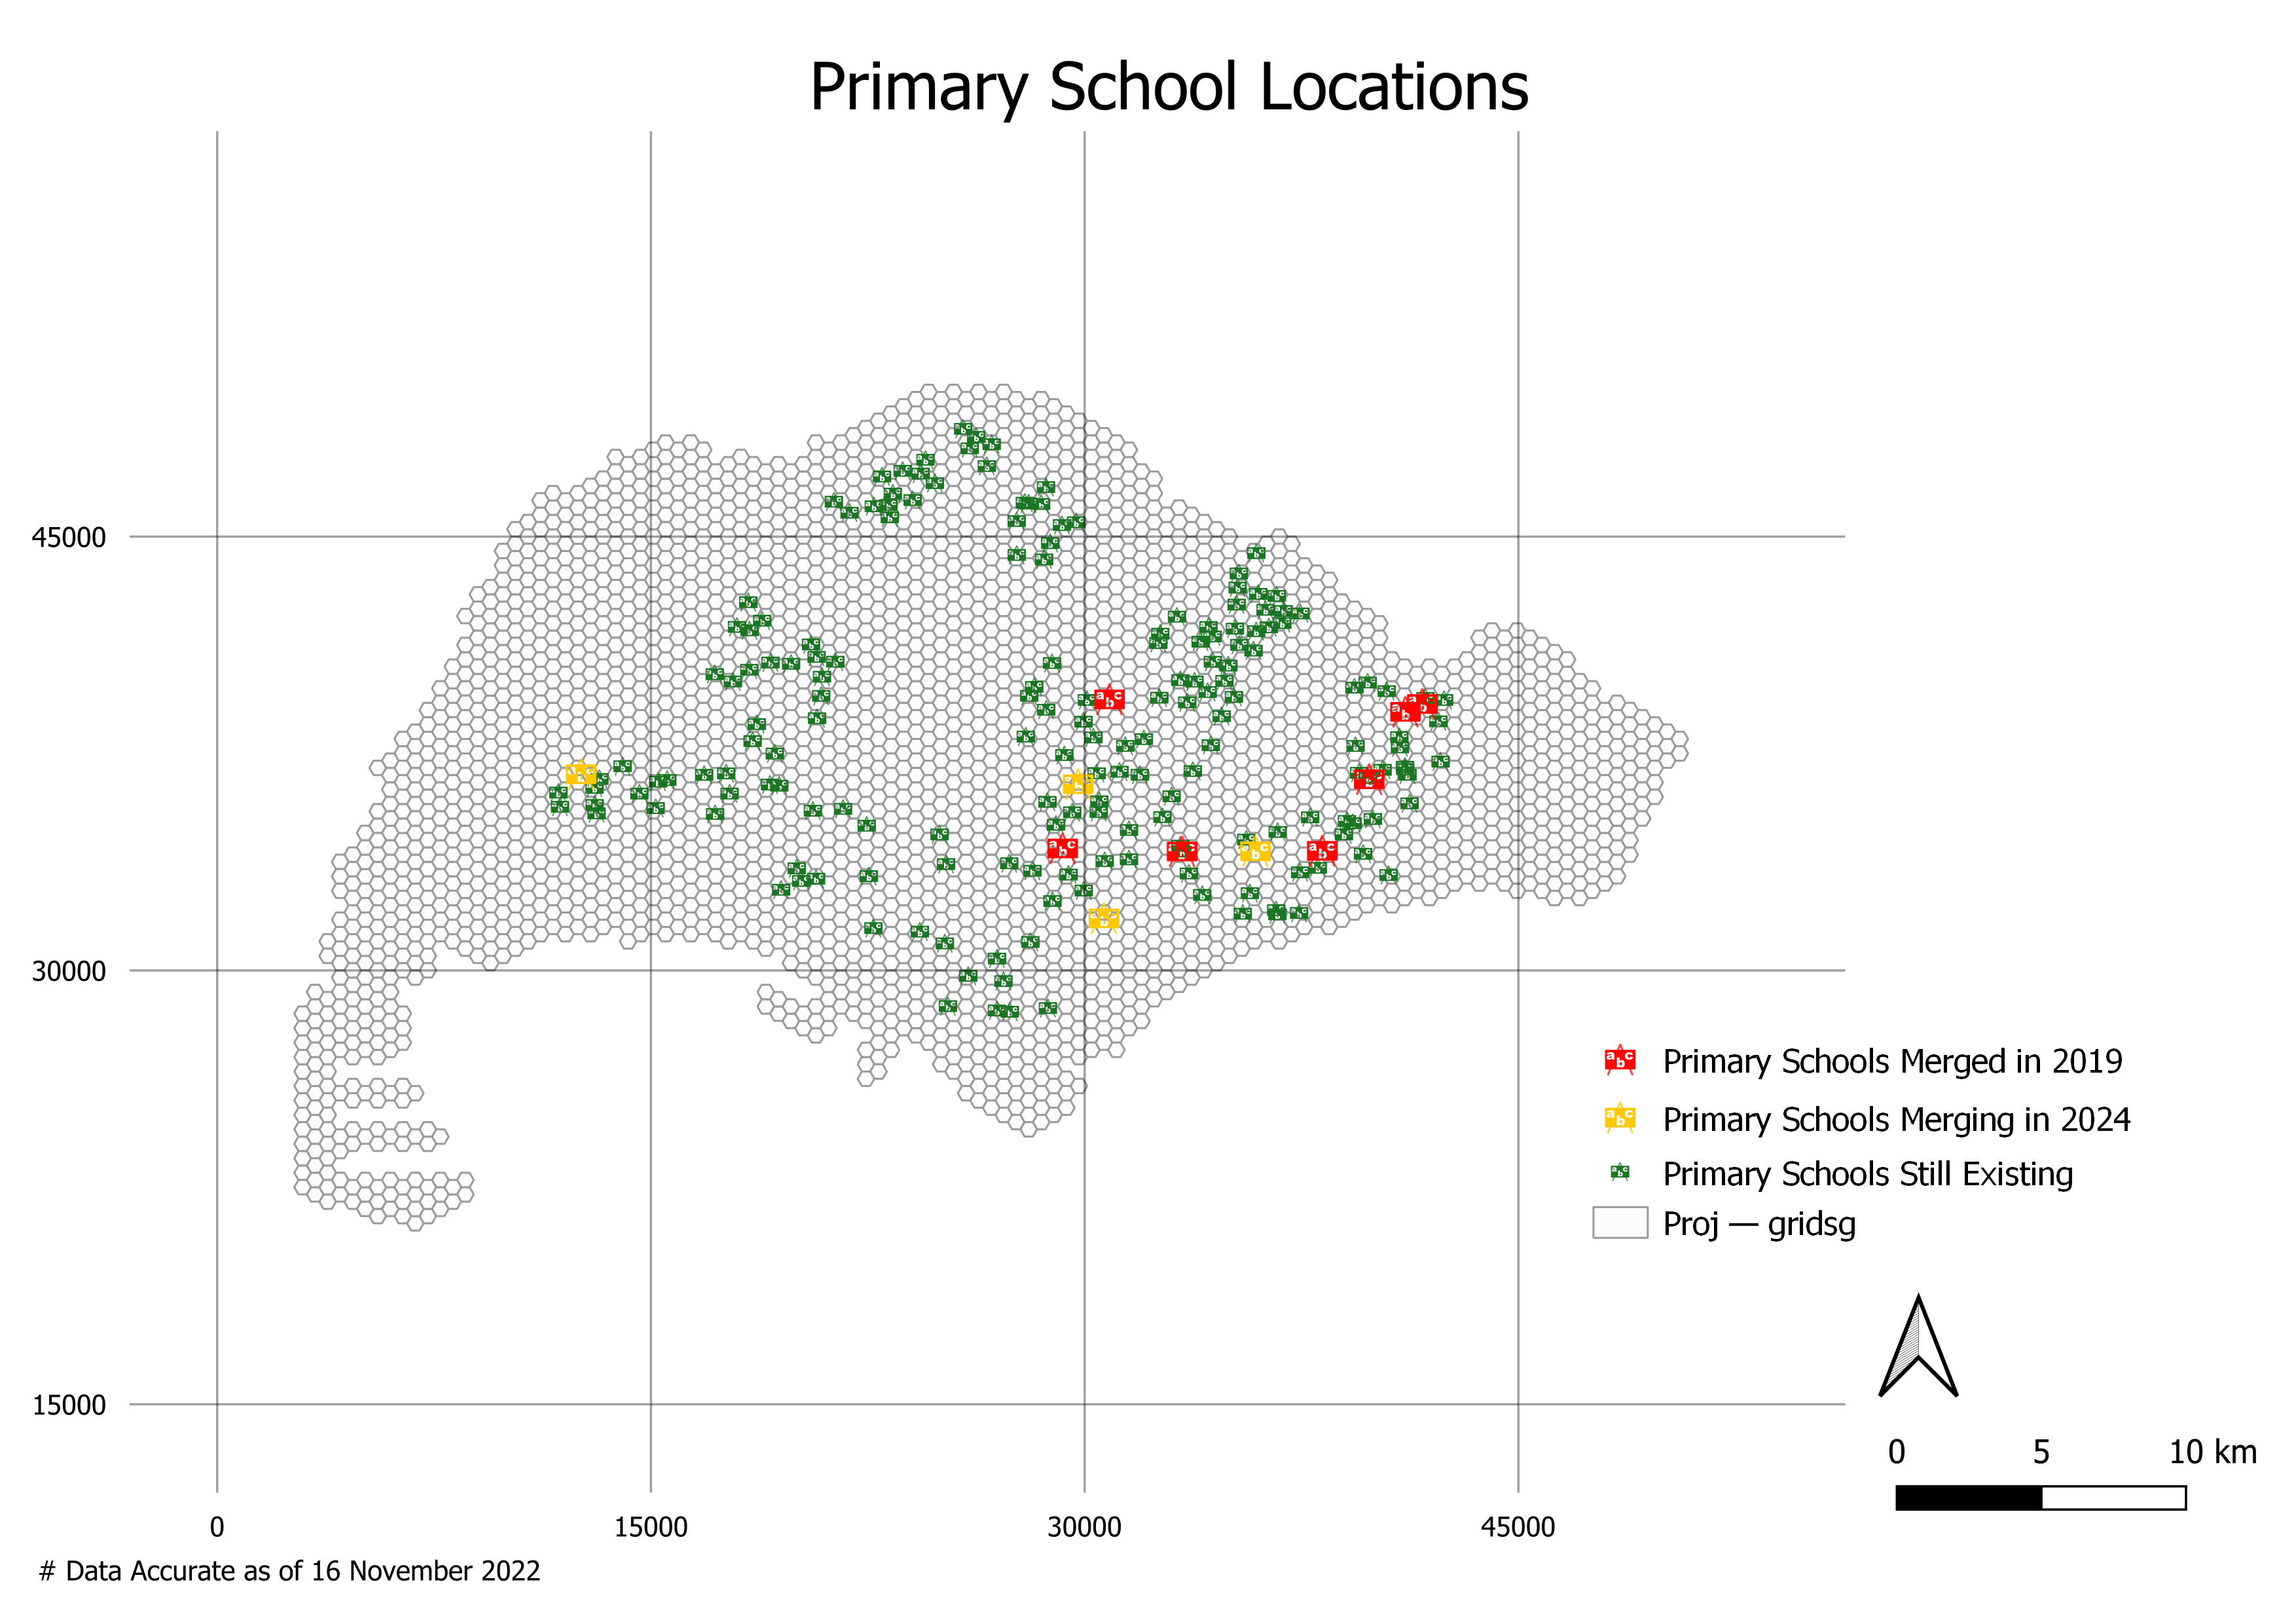 Primary School Locations
45000
30000
15000
0
15000
30000
45000
Primary Schools Merged in 2019
Primary Schools Merging in 2024
Primary Schools Still Existing
Proj — gridsg
0 5 10 km
# Data Accurate as of 16 November 2022